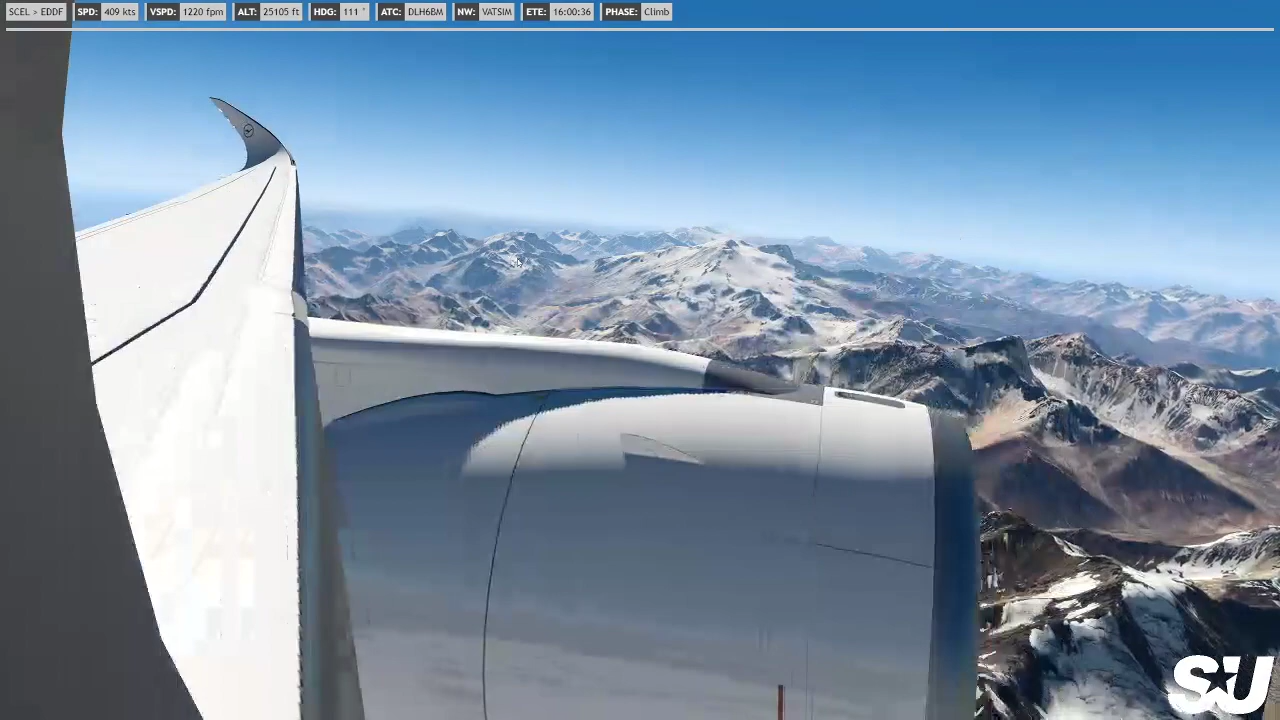 SCEL > EDDF SPD: 409 kts VSPD: 1220 fpm ALT: 25105 ft HDG: 111 ° ATC: DLH6BM NW: VATSIM ETE: 16:00:36 PHASE: Climb
SU